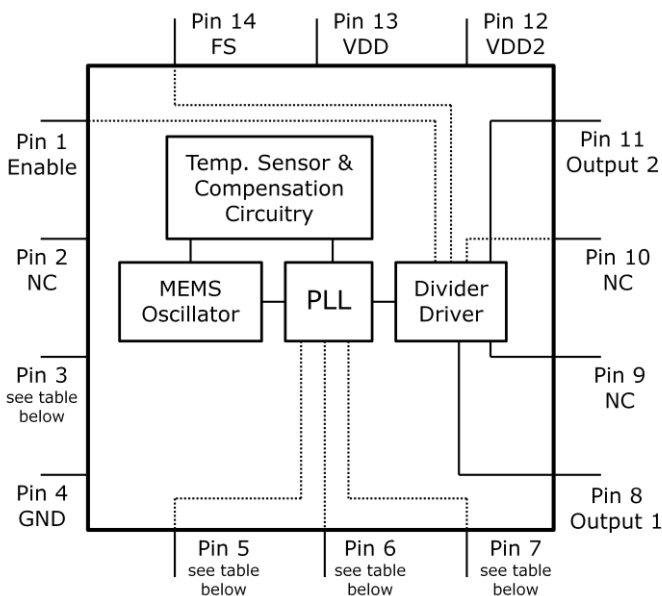 Pin 14
FS
Pin 13
VDD
Pin 12
VDD2
Pin 1
Enable
Pin 11
Output 2
Temp. Sensor &
Compensation
Circuitry
Pin 2
NC
Pin 10
NC
MEMS
Oscillator
PLL
Divider
Driver
Pin 3
see table
below
Pin 9
NC
Pin 4
GND
Pin 8
Output 1
Pin 5
see table
below
Pin 6
see table
below
Pin 7
see table
below